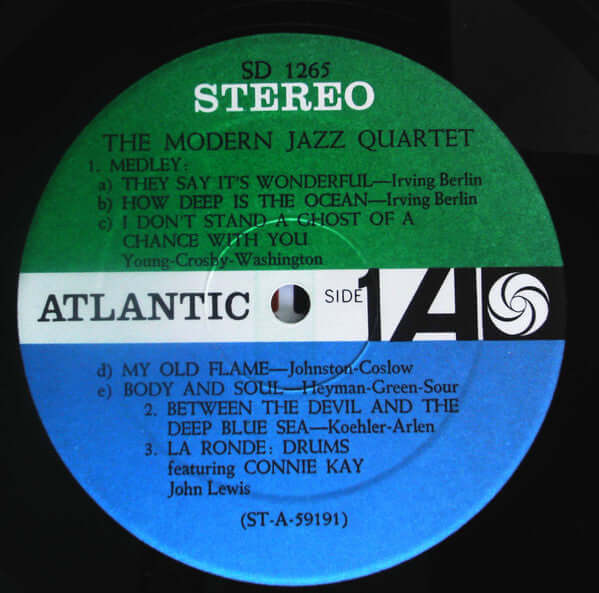 SD 1265
STEREO
THE MODERN JAZZ QUARTET
1. MEDLEY:
a) THEY SAY IT'S WONDERFUL—Irving Berlin
b) HOW DEEP IS THE OCEAN—Irving Berlin
c) I DON'T STAND A GHOST OF A
CHANCE WITH YOU
Young-Crosby-Washington
ATLANTIC SIDE 1 A
d) MY OLD FLAME—Johnston-Coslow
e) BODY AND SOUL—Heyman-Green-Sour
2. BETWEEN THE DEVIL AND THE
DEEP BLUE SEA—Koehler-Arlen
3. LA RONDE: DRUMS
featuring CONNIE KAY
John Lewis
(ST-A-59191)